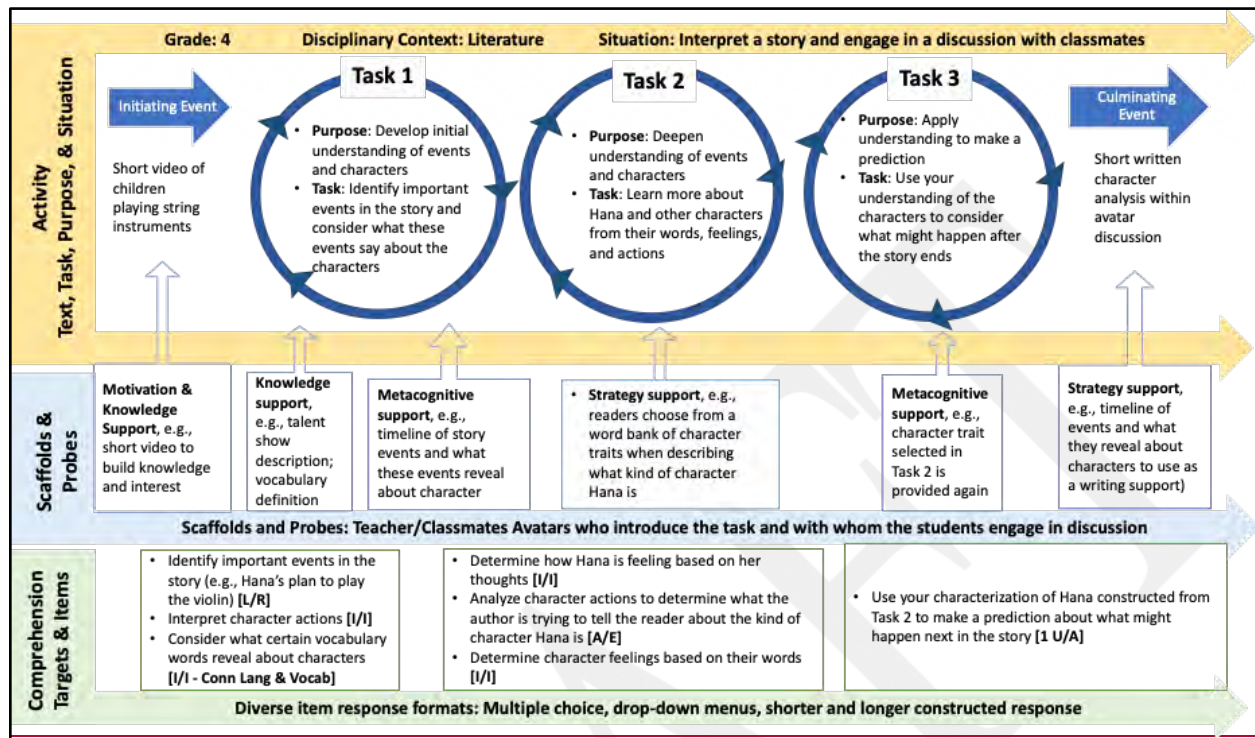 Grade: 4 Disciplinary Context: Literature Situation: Interpret a story and engage in a discussion with classmates
Activity
Text, Task, Purpose, & Situation
Initiating Event
Short video of
children
playing string
instruments
Task 1
• Purpose: Develop initial
understanding of events
and characters
• Task: Identify important
events in the story and
consider what these
events say about the
characters
Task 2
• Purpose: Deepen
understanding of events
and characters
• Task: Learn more about
Hana and other characters
from their words, feelings,
and actions
Task 3
• Purpose: Apply
understanding to make a
prediction
• Task: Use your
understanding of the
characters to consider
what might happen after
the story ends
Culminating
Event
Short written
character
analysis within
avatar
discussion
Scaffolds &
Probes
Motivation &
Knowledge
Support, e.g.,
short video to
build knowledge
and interest
Knowledge
support,
e.g., talent
show
description;
vocabulary
definition
Metacognitive
support, e.g.,
timeline of story
events and what
these events reveal
about character
• Strategy support, e.g.,
readers choose from a
word bank of character
traits when describing
what kind of character
Hana is
Metacognitive
support, e.g.,
character trait
selected in
Task 2 is
provided again
Strategy support,
e.g., timeline of
events and what
they reveal about
characters to use as
a writing support)
Scaffolds and Probes: Teacher/Classmates Avatars who introduce the task and with whom the students engage in discussion
Comprehension
Targets & Items
• Identify important events in the
story (e.g., Hana's plan to play
the violin) [L/R]
• Interpret character actions [I/I]
• Consider what certain vocabulary
words reveal about characters
[I/I - Conn Lang & Vocab]
• Determine how Hana is feeling based on her
thoughts [I/I]
• Analyze character actions to determine what the
author is trying to tell the reader about the kind of
character Hana is [A/E]
• Determine character feelings based on their words
[I/I]
• Use your characterization of Hana constructed from
Task 2 to make a prediction about what might
happen next in the story [1 U/A]
Diverse item response formats: Multiple choice, drop-down menus, shorter and longer constructed response